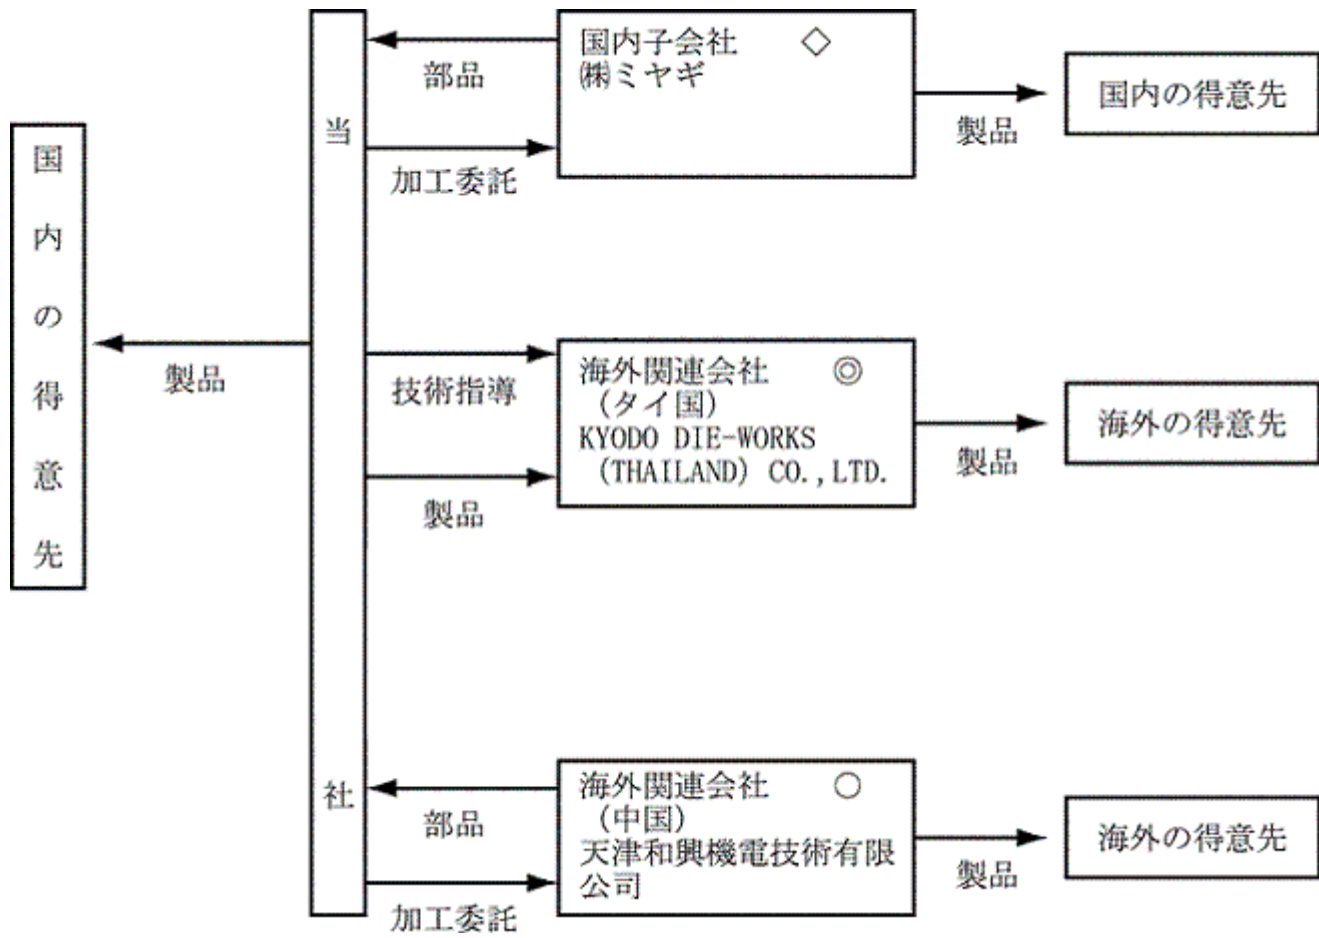 国内の得意先
製品
当社
部品
加工委託
国内子会社 ◇
㈱ミヤギ
製品
国内の得意先
技術指導
製品
海外関連会社 ◎
（タイ国）
KYODO DIE-WORKS
（THAILAND）CO.,LTD.
製品
海外の得意先
部品
加工委託
海外関連会社 ○
（中国）
天津和興機電技術有限
公司
製品
海外の得意先